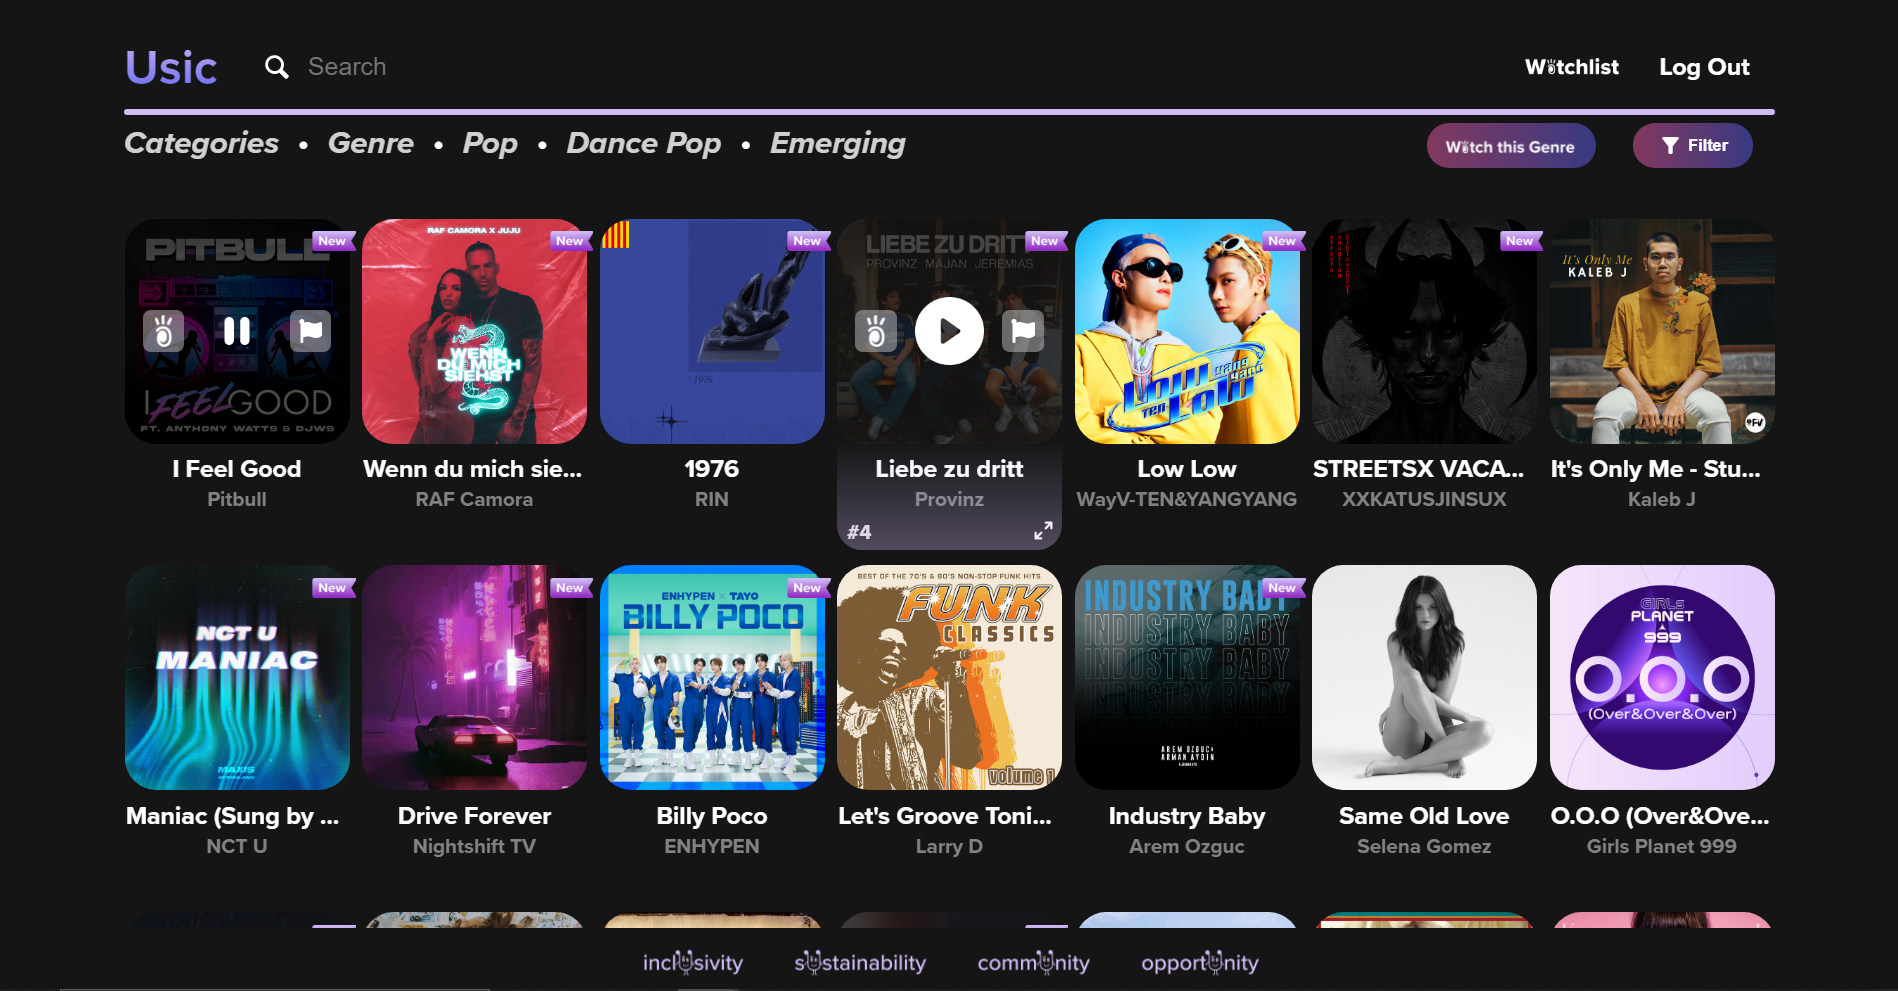 Usic
Search
Watchlist
Log Out
Categories • Genre • Pop • Dance Pop • Emerging
Watch this Genre
Filter
PITBULL
New
I FEEL GOOD
FT. ANTHONY WATTS & DJWS
RAF CAMORA X JUJU
New
WENN
DU MICH
SIEHST
New
1976
LIEBE ZU DRITT
New
PROVINZ MAJAN JEREMIAS
New
Low Low
Yang Yang
Ten
New
It's Only Me
KALEB J
I Feel Good
Pitbull
Wenn du mich sie...
RAF Camora
1976
RIN
Liebe zu dritt
Provinz
#4
Low Low
WayV-TEN&YANGYANG
STREETSX VACA...
XXKATUSJINSUX
It's Only Me - Stu...
Kaleb J
New
NCT U
MANIAC
MAXIS
New
New
ENHYPEN × TAYO
BILLY POCO
BEST OF THE 70'S & 80'S NON-STOP FUNK HITS
FUNK
CLASSICS
volume 1
New
INDUSTRY BABY
INDUSTRY BABY
INDUSTRY BABY
INDUSTRY BABY
AREM OZGUC&
ARMAN AYDIN
GIRLS
PLANET
999
O.O.O
(Over&Over&Over)
Maniac (Sung by ...
NCT U
Drive Forever
Nightshift TV
Billy Poco
ENHYPEN
Let's Groove Toni...
Larry D
Industry Baby
Arem Ozguc
Same Old Love
Selena Gomez
O.O.O (Over&Ove...
Girls Planet 999
inclusivity
sustainability
community
opportunity